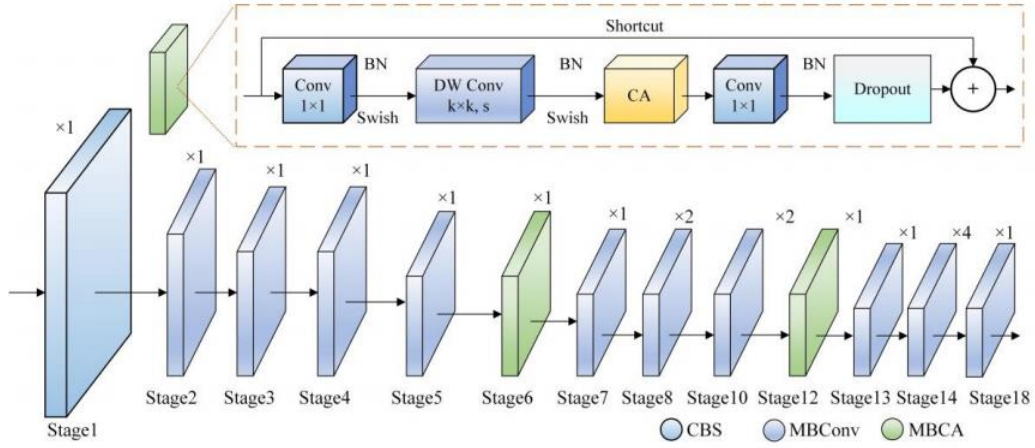 Shortcut
BN BN BN
Conv
1×1
DW Conv
k×k, s
CA
Conv
1×1
Dropout
+
Swish Swish
×1
×1
×1
×1
×1
×1
×1
×2
×2
×1
×1
×4
×1
Stage2 Stage3 Stage4 Stage5 Stage6 Stage7 Stage8 Stage10 Stage12 Stage13 Stage14 Stage18
Stage1
CBS MBConv MBCA